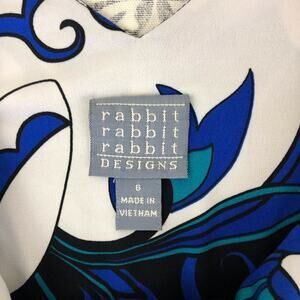 rabbit
rabbit
rabbit
DESIGNS
6
MADE IN
VIETNAM